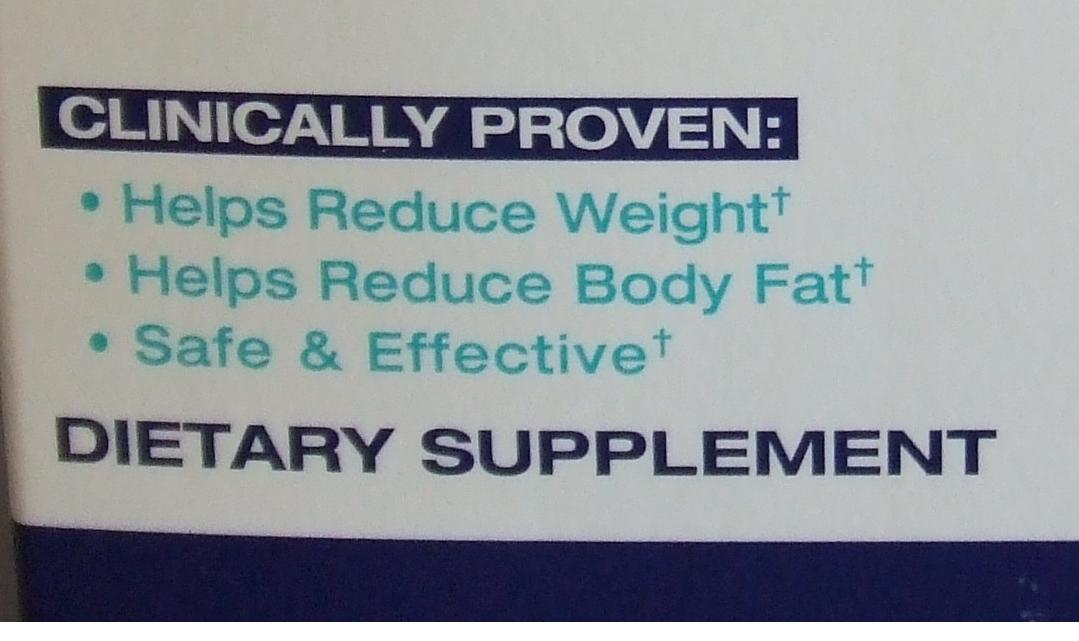 CLINICALLY PROVEN:
• Helps Reduce Weight†
• Helps Reduce Body Fat†
• Safe & Effective†
DIETARY SUPPLEMENT